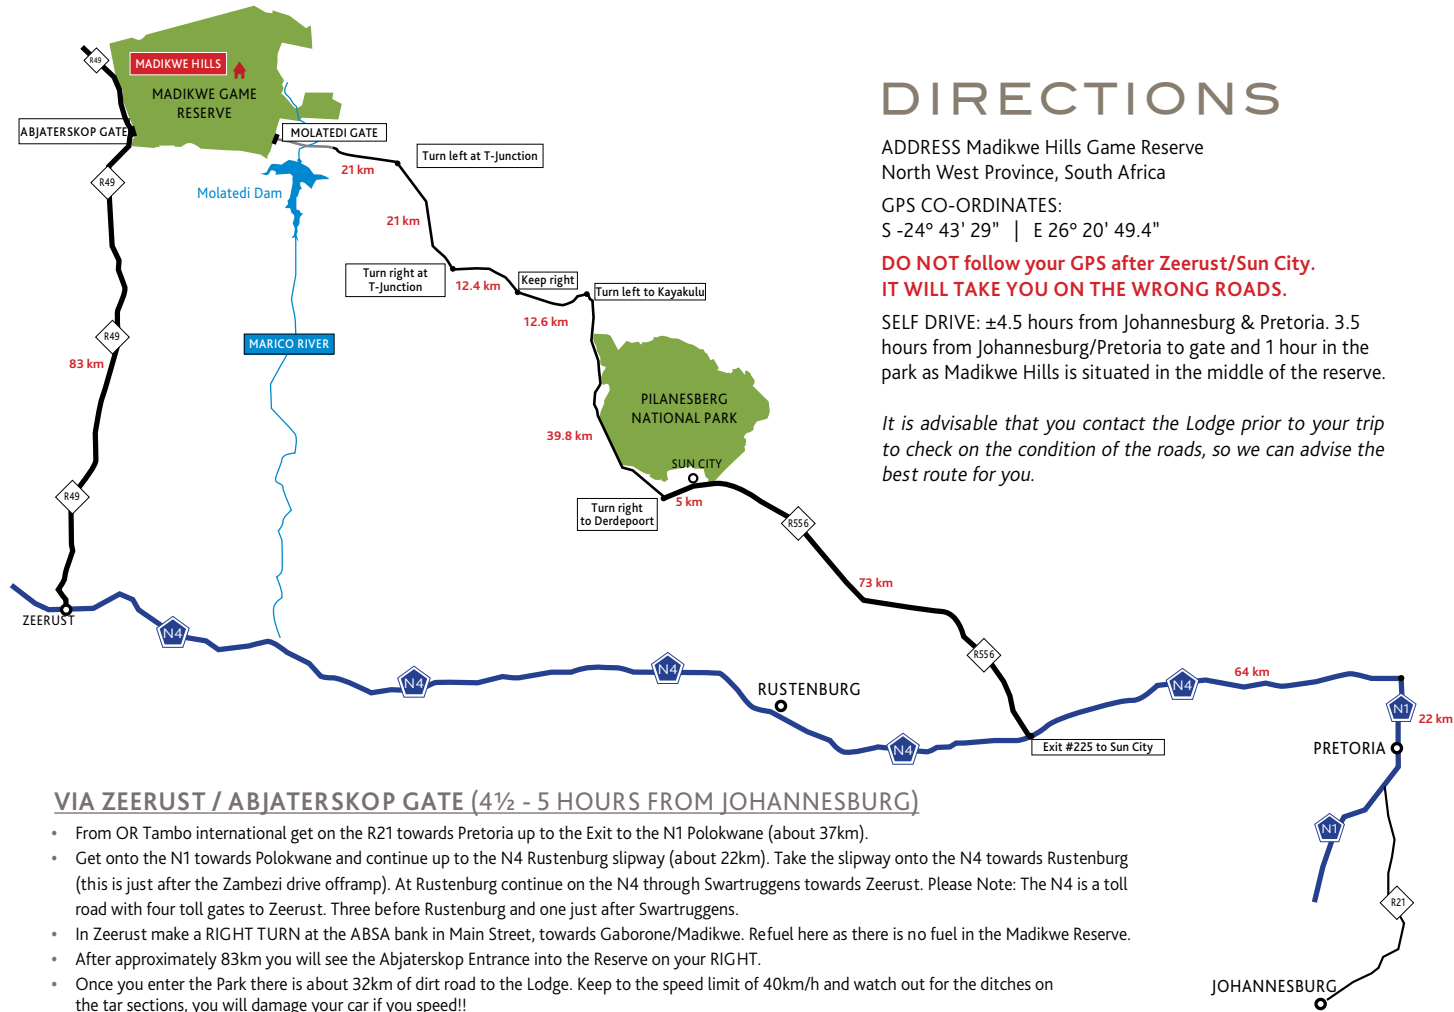 R49
MADIKWE HILLS
MADIKWE GAME
RESERVE
ABJATERSKOP GATE
MOLATEDI GATE
Turn left at T-Junction
21 km
R49
Molatedi Dam
21 km
Turn right at
T-Junction
12.4 km
Keep right
Turn left to Kayakulu
12.6 km
R49
MARICO RIVER
83 km
PILANESBERG
NATIONAL PARK
39.8 km
SUN CITY
R49
5 km
Turn right
to Derdepoort
R556
73 km
ZEERUST
N4
R556
N4
N4
RUSTENBURG
N4
Exit #225 to Sun City
N4
64 km
N1
22 km
PRETORIA
N1
R21
JOHANNESBURG
DIRECTIONS
ADDRESS Madikwe Hills Game Reserve
North West Province, South Africa
GPS CO-ORDINATES:
S -24º 43’ 29” | E 26º 20’ 49.4”
DO NOT follow your GPS after Zeerust/Sun City.
IT WILL TAKE YOU ON THE WRONG ROADS.
SELF DRIVE: ±4.5 hours from Johannesburg & Pretoria. 3.5
hours from Johannesburg/Pretoria to gate and 1 hour in the
park as Madikwe Hills is situated in the middle of the reserve.
It is advisable that you contact the Lodge prior to your trip
to check on the condition of the roads, so we can advise the
best route for you.
VIA ZEERUST / ABJATERSKOP GATE (4½ - 5 HOURS FROM JOHANNESBURG)
• From OR Tambo international get on the R21 towards Pretoria up to the Exit to the N1 Polokwane (about 37km).
• Get onto the N1 towards Polokwane and continue up to the N4 Rustenburg slipway (about 22km). Take the slipway onto the N4 towards Rustenburg
(this is just after the Zambezi drive offramp). At Rustenburg continue on the N4 through Swartruggens towards Zeerust. Please Note: The N4 is a toll
road with four toll gates to Zeerust. Three before Rustenburg and one just after Swartruggens.
• In Zeerust make a RIGHT TURN at the ABSA bank in Main Street, towards Gaborone/Madikwe. Refuel here as there is no fuel in the Madikwe Reserve.
• After approximately 83km you will see the Abjaterskop Entrance into the Reserve on your RIGHT.
• Once you enter the Park there is about 32km of dirt road to the Lodge. Keep to the speed limit of 40km/h and watch out for the ditches on
the tar sections, you will damage your car if you speed!!